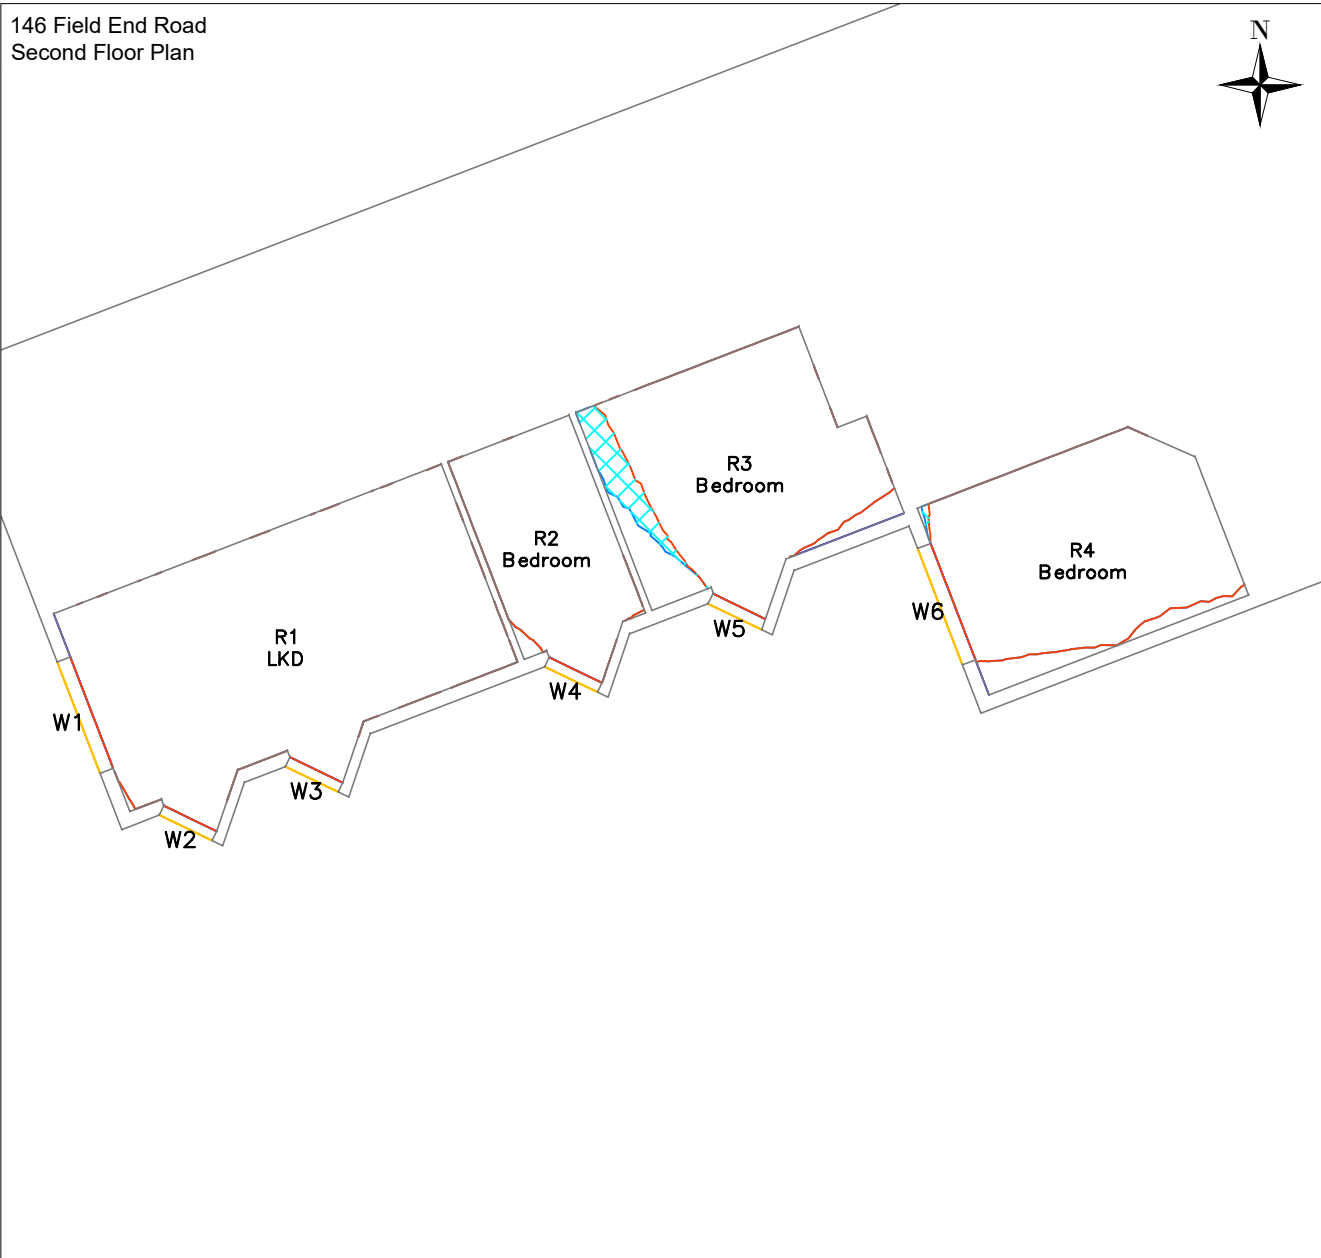 146 Field End Road
Second Floor Plan
N
R3
Bedroom
R2
Bedroom
R4
Bedroom
R1
LKD
W6
W5
W4
W1
W3
W2